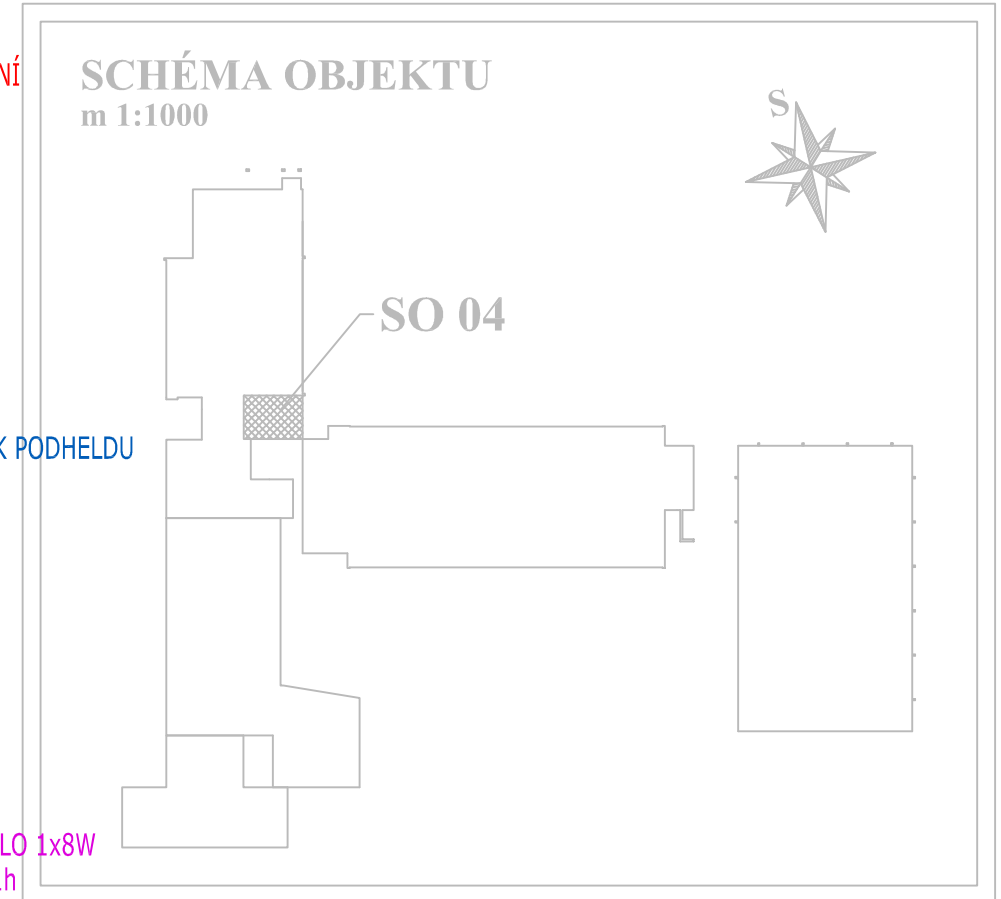 NÍ
SCHÉMA OBJEKTU
m 1:1000
S
SO 04
K PODHELDU
LO 1x8W
.h